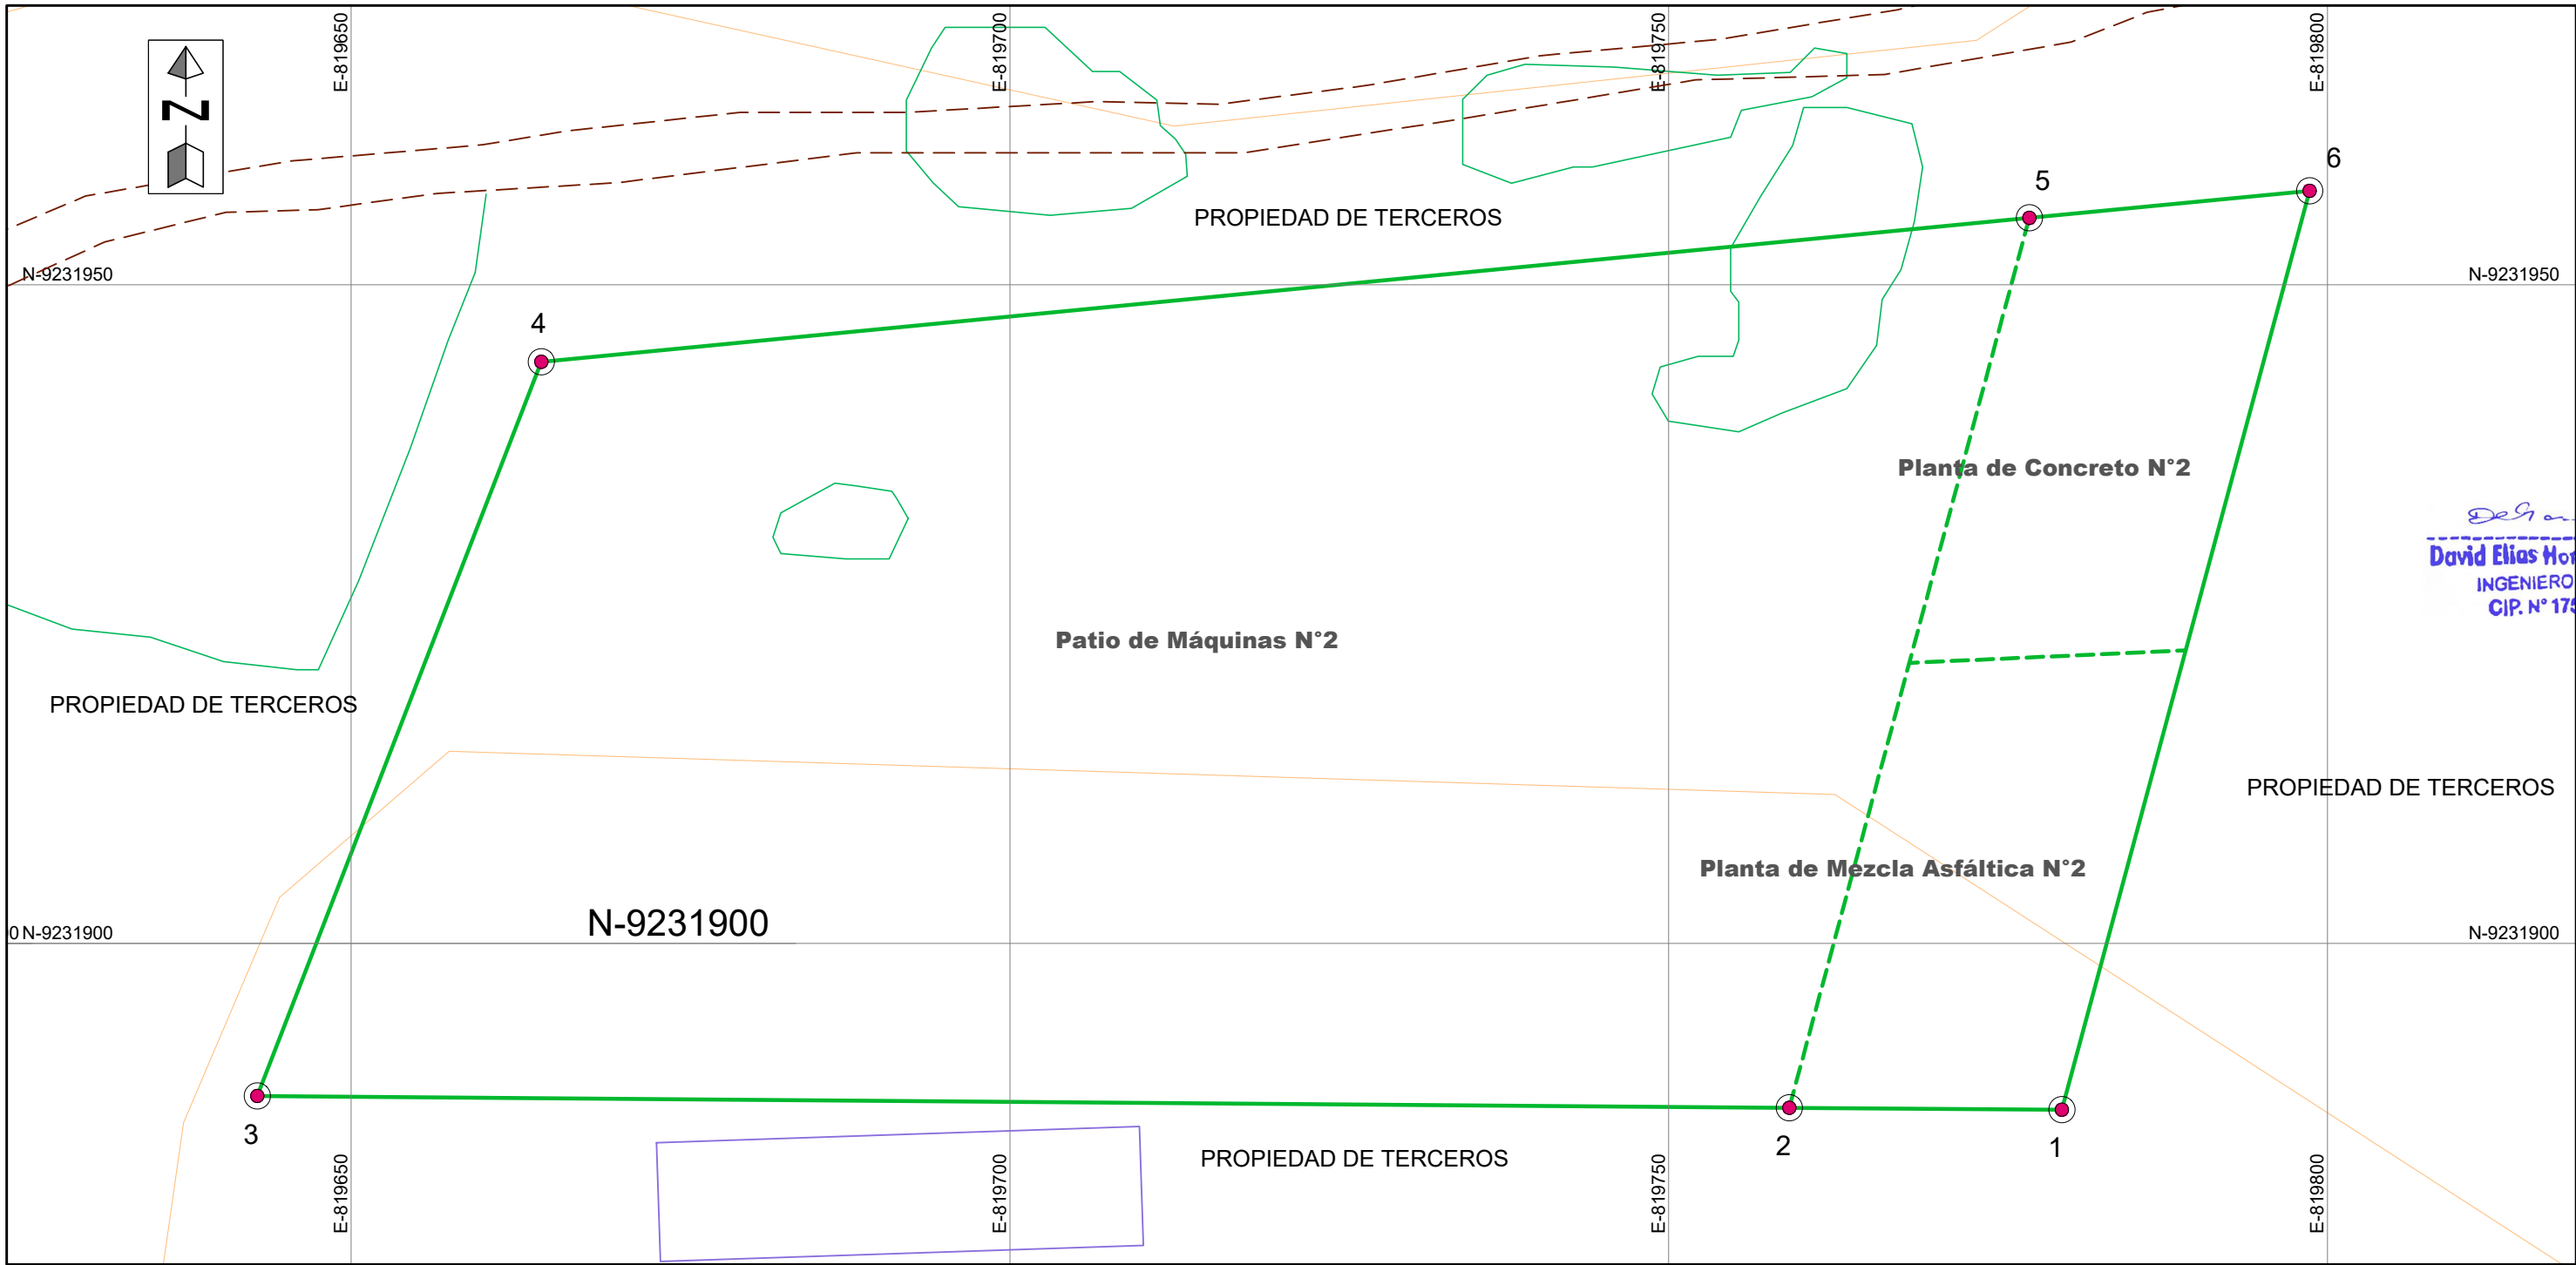 E-819650
E-819700
E-819750
E-819800
N
6
5
PROPIEDAD DE TERCEROS
N-9231950
N-9231950
4
Planta de Concreto N°2
David Elias
INGENIERO
CIP. N° 175
Patio de Máquinas N°2
PROPIEDAD DE TERCEROS
PROPIEDAD DE TERCEROS
Planta de Mezcla Asfáltica N°2
N-9231900
0 N-9231900
N-9231900
3
2
1
PROPIEDAD DE TERCEROS
E-819650
E-819700
E-819750
E-819800